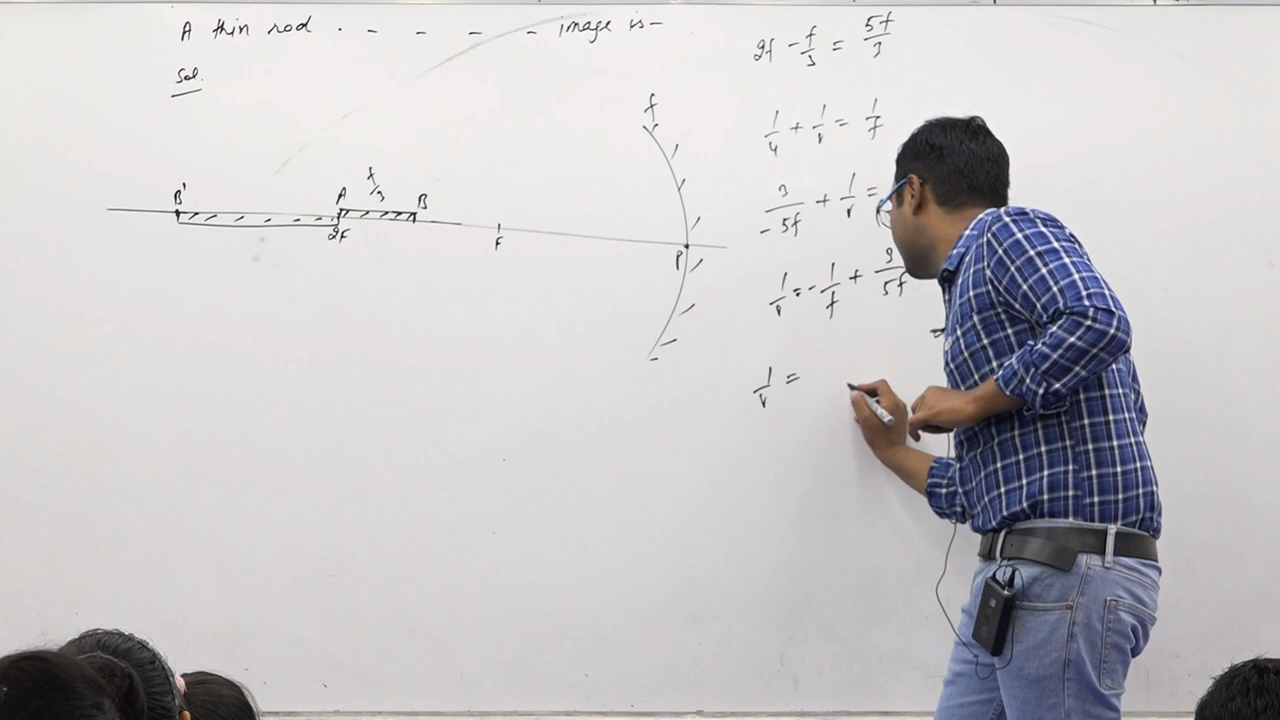 A thin rod . - - - - image is -
Sol.
f
B' A f/3 B
2F F P
2f - f/3 = 5f/3
1/u + 1/v = 1/f
3/-5f + 1/v =
1/v = - 1/f + 3/5f
1/v =